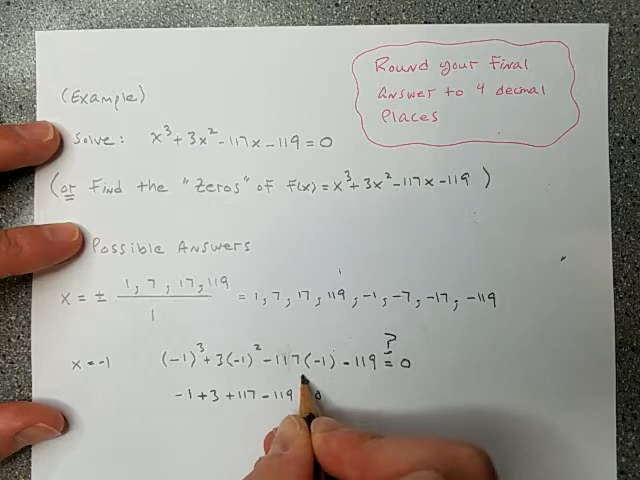 Round your Final
Answer to 4 decimal
Places
(Example)
Solve: x³+3x²-117x-119=0
(or Find the "Zeros" of f(x)=x³+3x²-117x-119)
Possible Answers
x = ± 1, 7, 17, 119 / 1 = 1, 7, 17, 119, -1, -7, -17, -119
x=-1 (-1)³+3(-1)²-117(-1)-119 ?= 0
-1+3+117-119 0